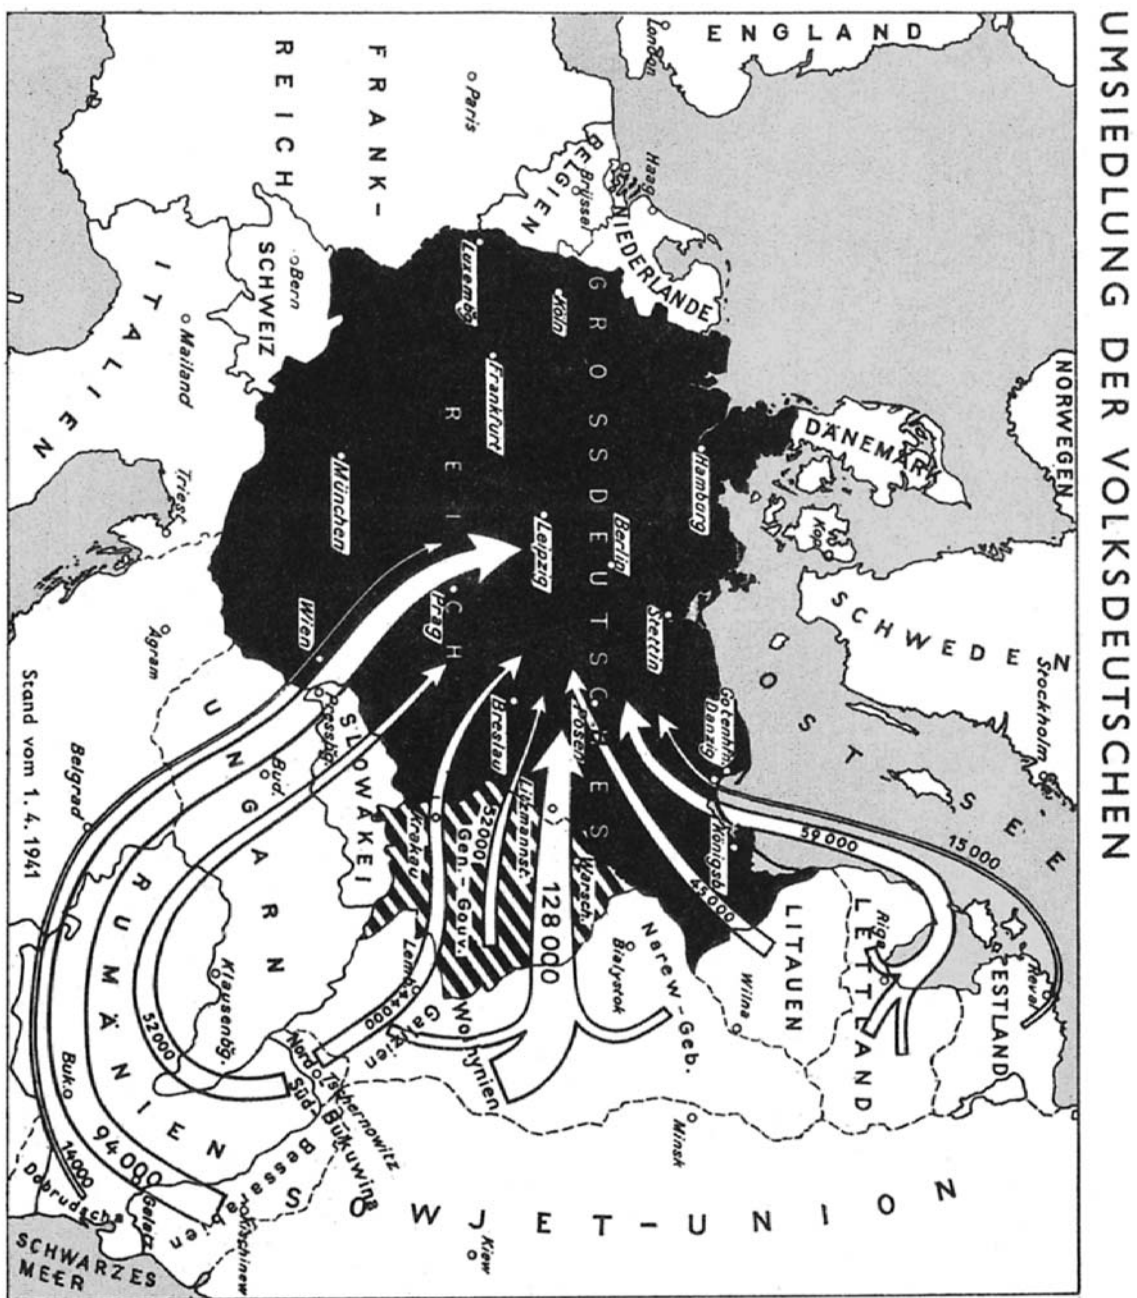 UMSIEDLUNG DER VOLKSDEUTSCHEN
NORWEGEN
ENGLAND
London
DÄNEMARK
Kop.
SCHWEDEN
Stockholm
OSTSEE
15000
59000
Reval
ESTLAND
Riga
LETTLAND
LITAUEN
45000
Wilna
Haag
NIEDERLANDE
BELGIEN
Brüssel
Hamburg
Stettin
Gotenhfn.
Danzig
Königsb.
Narew-Geb.
Bialystok
Minsk
GROSSDEUTSCHES
REICH
Berlin
Posen
Warsch.
128000
Köln
Leipzig
Breslau
Litzmannst.
52000
Gen.-Gouv.
Wolhynien
Paris
Luxembg.
Frankfurt
Prag
Krakau
Lemb.
44000
Galizien
Kiew
SOWJET-UNION
FRANK-
REICH
SCHWEIZ
Bern
München
Wien
Pressbg.
SLOWAKEI
Nord
Süd-
Bukuwina
Tschernowitz
Bessarabien
Kischinew
ITALIEN
Mailand
Triest
Agram
UNGARN
Bud.
Klausenbg.
52000
RUMÄNIEN
Belgrad
Buk.
94000
Galatz
14000
Dobrudscha
SCHWARZES
MEER
Stand vom 1.4.1941